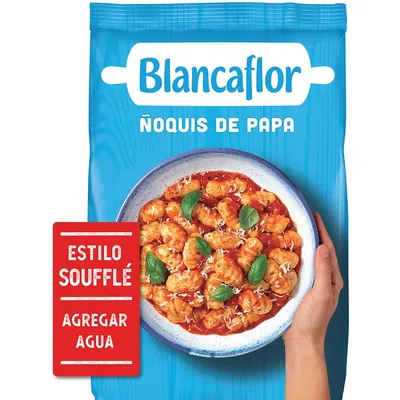 Blancaflor
ÑOQUIS DE PAPA
ESTILO
SOUFFLÉ
AGREGAR
AGUA